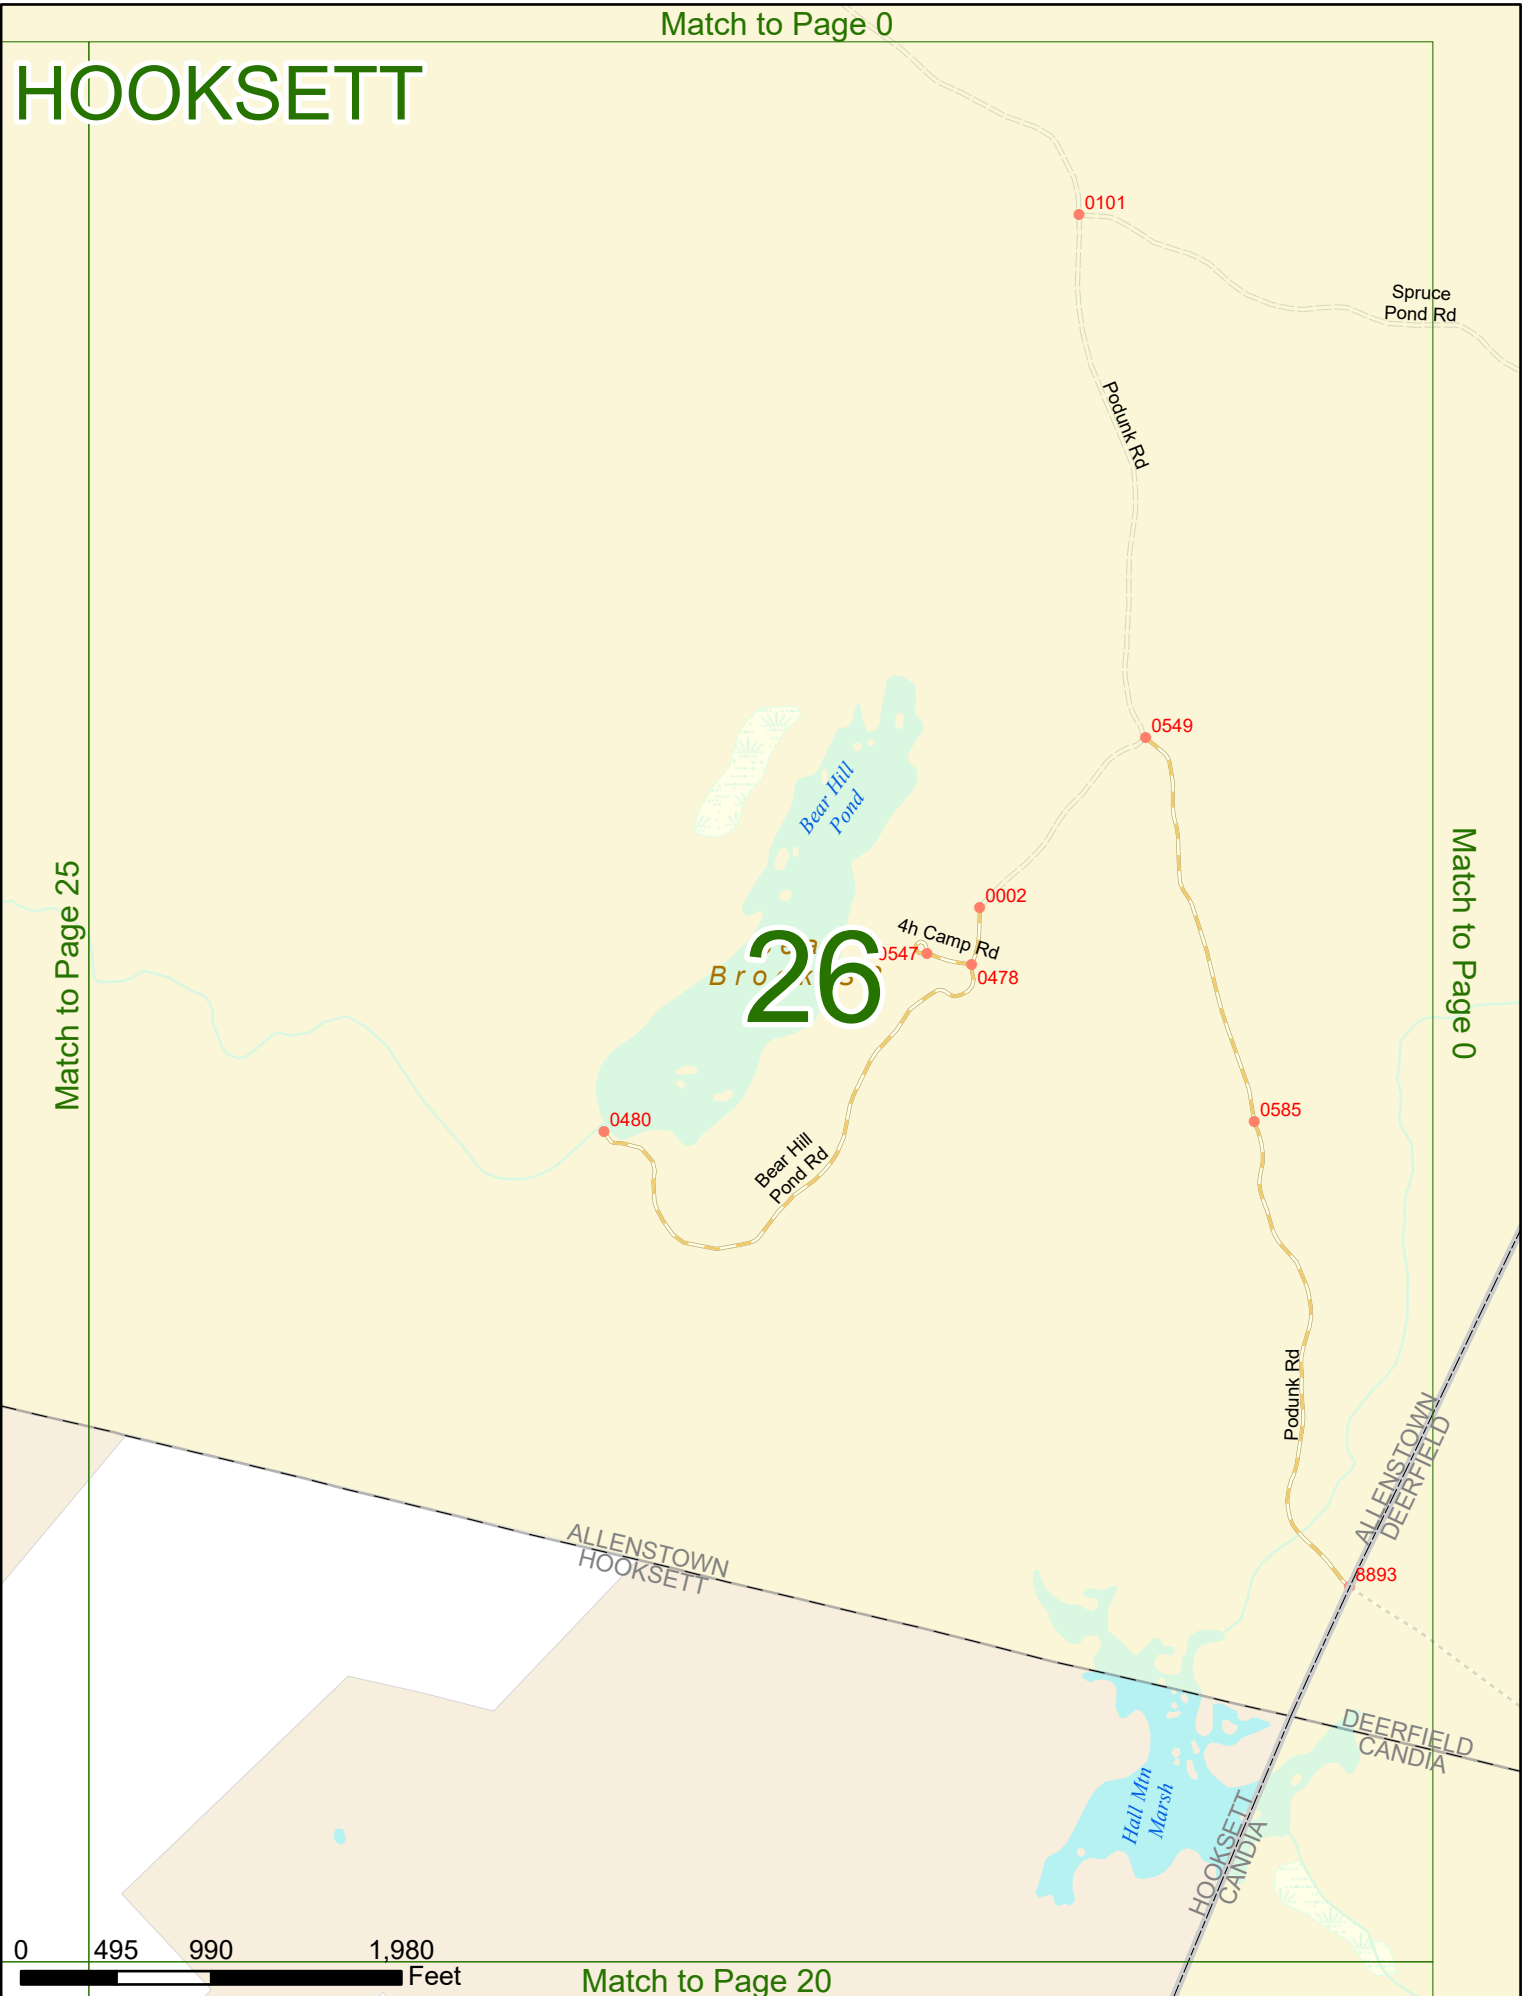 Match to Page 0
HOOKSETT
0101
Spruce
Pond Rd
Podunk Rd
0549
Bear Hill
Pond
Match to Page 25
Match to Page 0
0002
4h Camp Rd
0547
0478
26
0480
0585
Bear Hill
Pond Rd
Podunk Rd
ALLENSTOWN
DEERFIELD
ALLENSTOWN
HOOKSETT
8893
DEERFIELD
CANDIA
Hall Mtn
Marsh
HOOKSETT
CANDIA
0 495 990 1,980
Feet
Match to Page 20